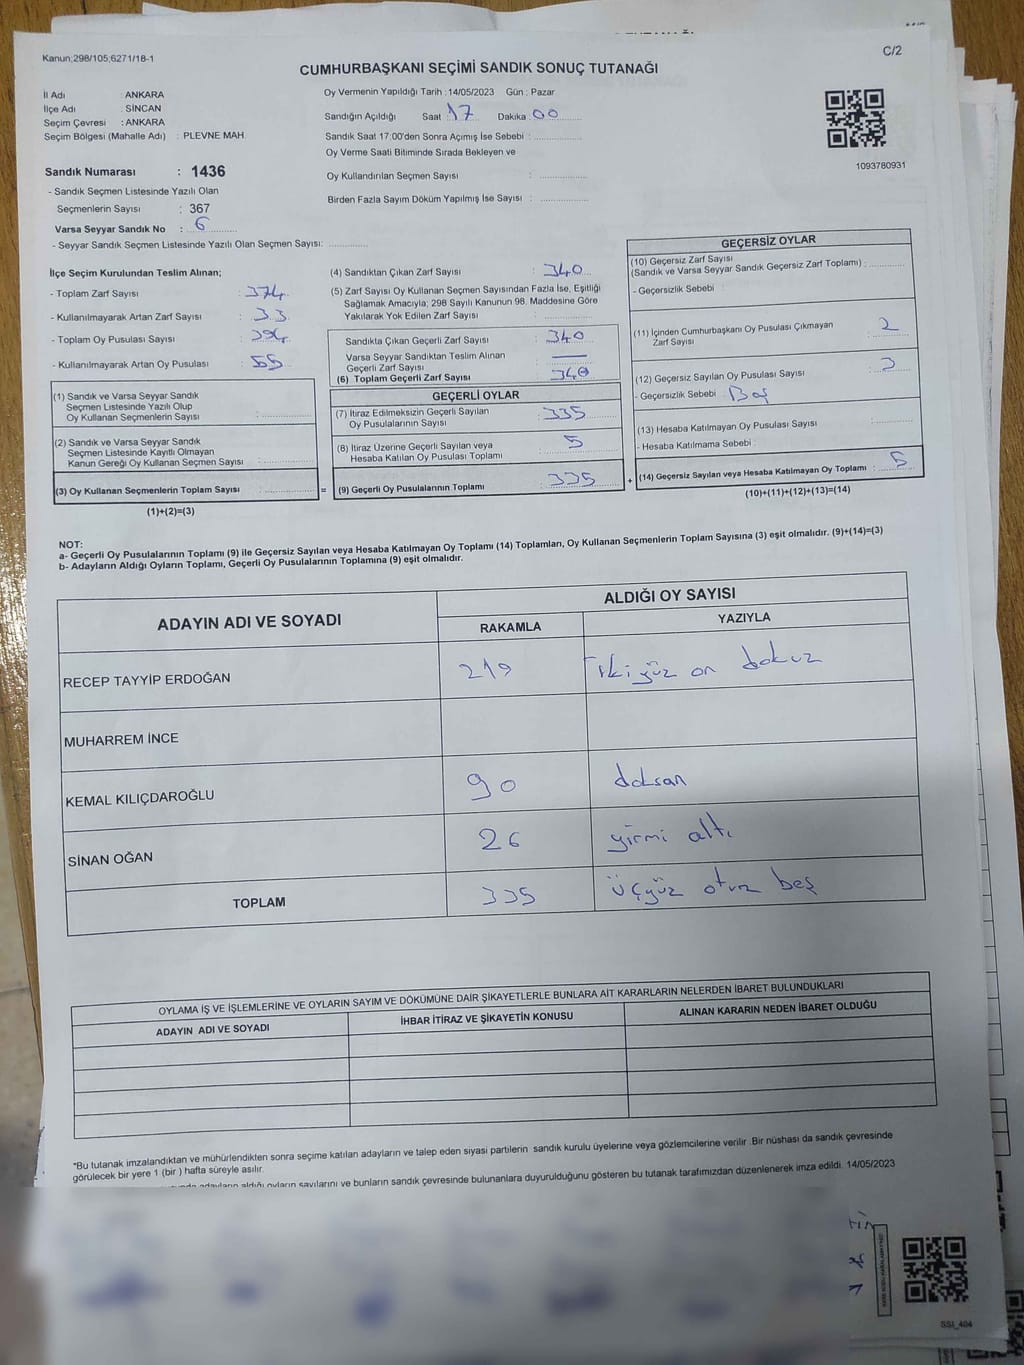 Kanun;298/105;6271/18-1
C/2
CUMHURBAŞKANI SEÇİMİ SANDIK SONUÇ TUTANAĞI
İl Adı : ANKARA
İlçe Adı : SİNCAN
Seçim Çevresi : ANKARA
Seçim Bölgesi (Mahalle Adı) : PLEVNE MAH.
Oy Vermenin Yapıldığı Tarih : 14/05/2023 Gün : Pazar
Sandığın Açıldığı Saat 17 Dakika 00
Sandık Saat 17:00'den Sonra Açımış İse Sebebi :
Oy Verme Saati Bitiminde Sırada Bekleyen ve
Oy Kullandırılan Seçmen Sayısı :
Birden Fazla Sayım Döküm Yapılmış İse Sayısı :
1093780931
Sandık Numarası : 1436
- Sandık Seçmen Listesinde Yazılı Olan
Seçmenlerin Sayısı : 367
Varsa Seyyar Sandık No : 6
- Seyyar Sandık Seçmen Listesinde Yazılı Olan Seçmen Sayısı:
İlçe Seçim Kurulundan Teslim Alınan;
- Toplam Zarf Sayısı : 374
- Kullanılmayarak Artan Zarf Sayısı : 33
- Toplam Oy Pusulası Sayısı :
- Kullanılmayarak Artan Oy Pusulası : 55
(1) Sandık ve Varsa Seyyar Sandık
Seçmen Listesinde Yazılı Olup
Oy Kullanan Seçmenlerin Sayısı :
(2) Sandık ve Varsa Seyyar Sandık
Seçmen Listesinde Kayıtlı Olmayan
Kanun Gereği Oy Kullanan Seçmen Sayısı :
(3) Oy Kullanan Seçmenlerin Toplam Sayısı : =
(1)+(2)=(3)
(4) Sandıktan Çıkan Zarf Sayısı : 340
(5) Zarf Sayısı Oy Kullanan Seçmen Sayısından Fazla İse, Eşitliği
Sağlamak Amacıyla; 298 Sayılı Kanunun 98. Maddesine Göre
Yakılarak Yok Edilen Zarf Sayısı :
Sandıkta Çıkan Geçerli Zarf Sayısı : 340
Varsa Seyyar Sandıktan Teslim Alınan
Geçerli Zarf Sayısı : —
(6) Toplam Geçerli Zarf Sayısı : 340
GEÇERLİ OYLAR
(7) İtiraz Edilmeksizin Geçerli Sayılan
Oy Pusulalarının Sayısı : 335
(8) İtiraz Üzerine Geçerli Sayılan veya
Hesaba Katılan Oy Pusulası Toplamı : 5
(9) Geçerli Oy Pusulalarının Toplamı : 335 +
GEÇERSİZ OYLAR
(10) Geçersiz Zarf Sayısı
(Sandık ve Varsa Seyyar Sandık Geçersiz Zarf Toplamı) :
- Geçersizlik Sebebi :
(11) İçinden Cumhurbaşkanı Oy Pusulası Çıkmayan
Zarf Sayısı : 2
(12) Geçersiz Sayılan Oy Pusulası Sayısı :
- Geçersizlik Sebebi : Boş
(13) Hesaba Katılmayan Oy Pusulası Sayısı :
- Hesaba Katılmama Sebebi :
(14) Geçersiz Sayılan veya Hesaba Katılmayan Oy Toplamı : 5
(10)+(11)+(12)+(13)=(14)
NOT:
a- Geçerli Oy Pusulalarının Toplamı (9) ile Geçersiz Sayılan veya Hesaba Katılmayan Oy Toplamı (14) Toplamları, Oy Kullanan Seçmenlerin Toplam Sayısına (3) eşit olmalıdır. (9)+(14)=(3)
b- Adayların Aldığı Oyların Toplamı, Geçerli Oy Pusulalarının Toplamına (9) eşit olmalıdır.
ADAYIN ADI VE SOYADI
ALDIĞI OY SAYISI
RAKAMLA YAZIYLA
RECEP TAYYİP ERDOĞAN 219 İki yüz on dokuz
MUHARREM İNCE
KEMAL KILIÇDAROĞLU 90 doksan
SİNAN OĞAN 26 yirmi altı
TOPLAM 335 üçyüz otuz beş
OYLAMA İŞ VE İŞLEMLERİNE VE OYLARIN SAYIM VE DÖKÜMÜNE DAİR ŞİKAYETLERLE BUNLARA AİT KARARLARIN NELERDEN İBARET BULUNDUKLARI
ADAYIN ADI VE SOYADI İHBAR İTİRAZ VE ŞİKAYETİN KONUSU ALINAN KARARIN NEDEN İBARET OLDUĞU
*Bu tutanak imzalandıktan ve mühürlendikten sonra seçime katılan adayların ve talep eden siyasi partilerin sandık kurulu üyelerine veya gözlemcilerine verilir .Bir nüshası da sandık çevresinde
görülecek bir yere 1 (bir ) hafta süreyle asılır.
adayların aldığı oyların sayılarını ve bunların sandık çevresinde bulunanlara duyurulduğunu gösteren bu tutanak tarafımızdan düzenlenerek imza edildi. 14/05/2023
SSI_404